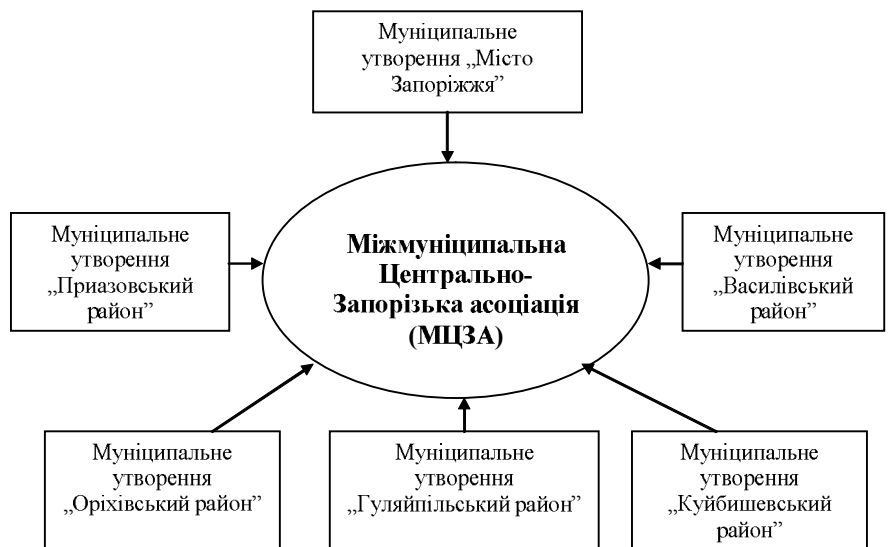 Муніципальне
утворення „Місто
Запоріжжя”
Муніципальне
утворення
„Приазовський
район”
Міжмуніципальна
Центрально-
Запорізька асоціація
(МЦЗА)
Муніципальне
утворення
„Василівський
район”
Муніципальне
утворення
„Оріхівський район”
Муніципальне
утворення
„Гуляйпільський район”
Муніципальне
утворення
„Куйбишевський
район”